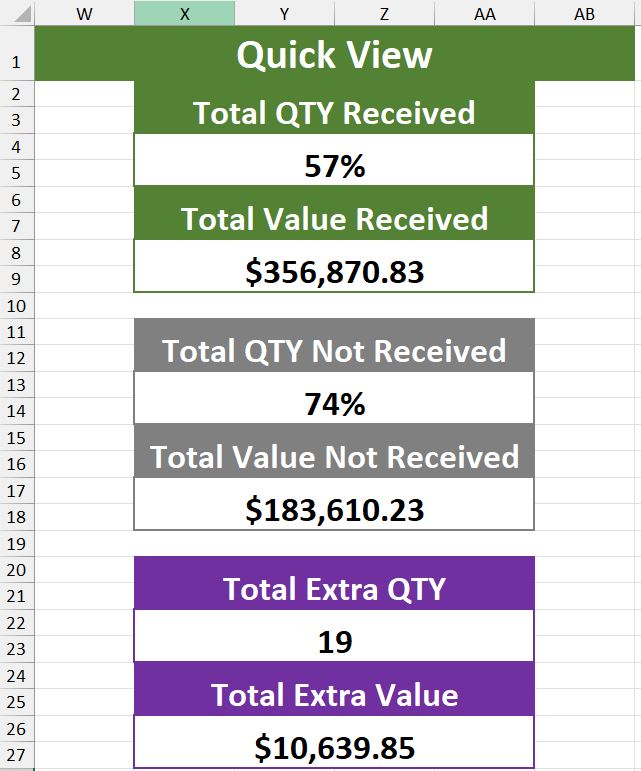 W X Y Z AA AB
1 Quick View
2
3 Total QTY Received
4
5 57%
6
7 Total Value Received
8
9 $356,870.83
10
11
12 Total QTY Not Received
13
14 74%
15
16 Total Value Not Received
17
18 $183,610.23
19
20
21 Total Extra QTY
22
23 19
24
25 Total Extra Value
26
27 $10,639.85